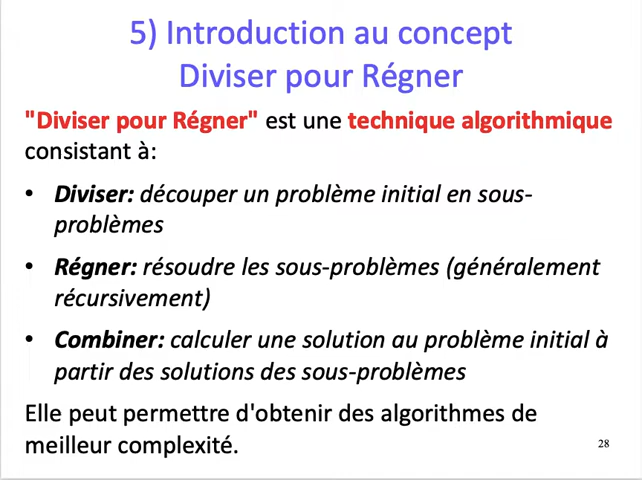 5) Introduction au concept
Diviser pour Régner
"Diviser pour Régner" est une technique algorithmique
consistant à:
• Diviser: découper un problème initial en sous-
problèmes
• Régner: résoudre les sous-problèmes (généralement
récursivement)
• Combiner: calculer une solution au problème initial à
partir des solutions des sous-problèmes
Elle peut permettre d'obtenir des algorithmes de
meilleur complexité.
28